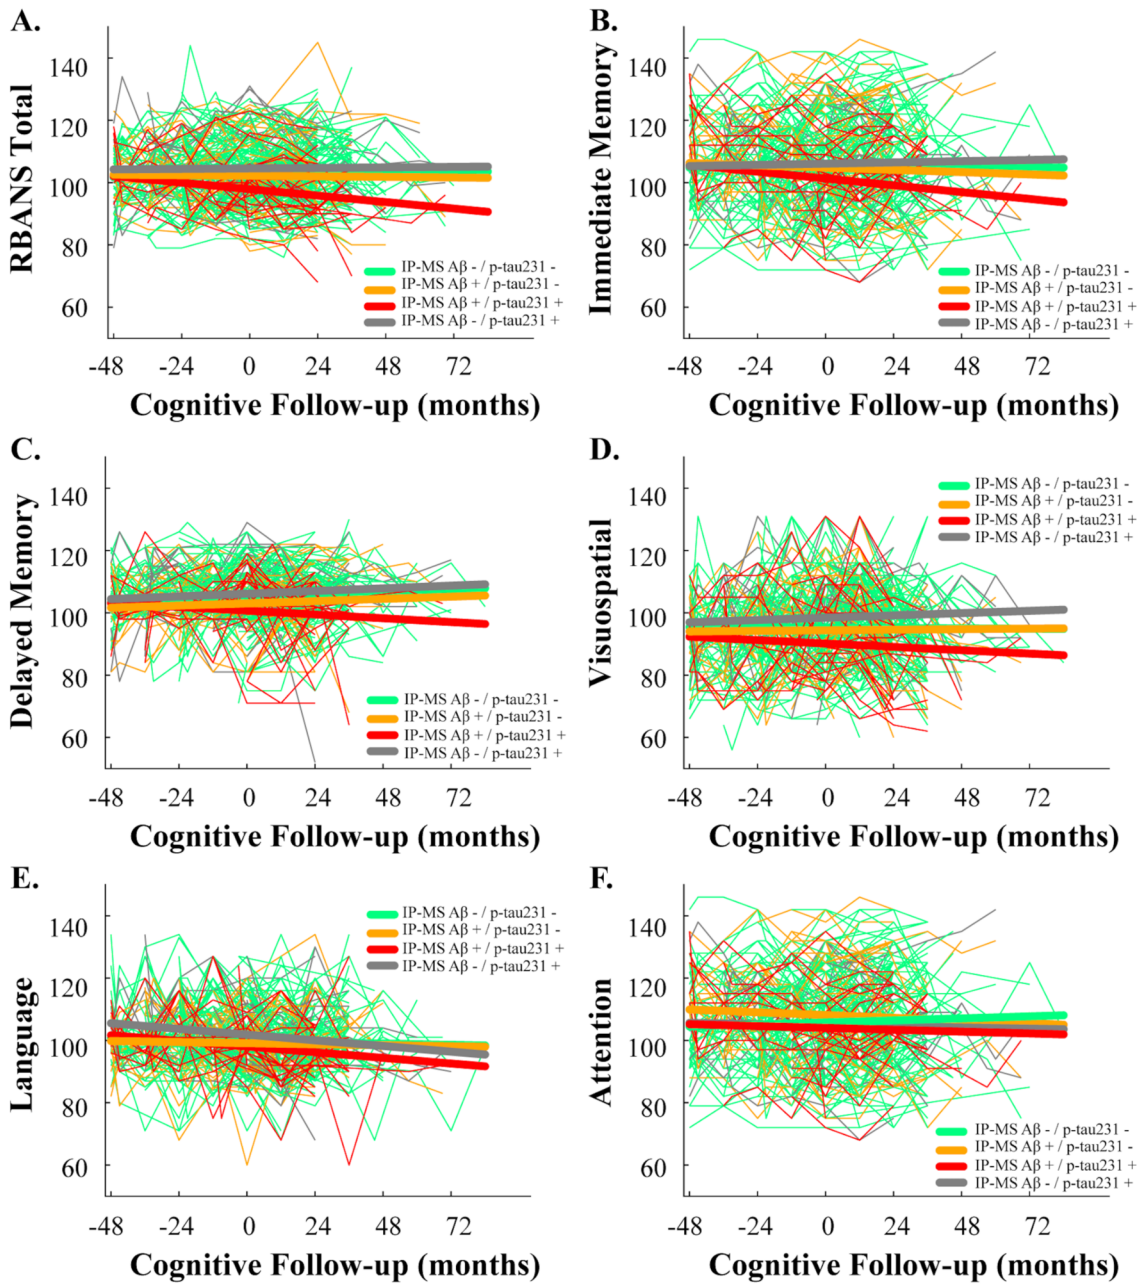 A.
RBANS Total
140
120
100
80
60
IP-MS Aβ - / p-tau231 -
IP-MS Aβ + / p-tau231 -
IP-MS Aβ + / p-tau231 +
IP-MS Aβ - / p-tau231 +
-48 -24 0 24 48 72
Cognitive Follow-up (months)
B.
Immediate Memory
140
120
100
80
60
IP-MS Aβ - / p-tau231 -
IP-MS Aβ + / p-tau231 -
IP-MS Aβ + / p-tau231 +
IP-MS Aβ - / p-tau231 +
-48 -24 0 24 48 72
Cognitive Follow-up (months)
C.
Delayed Memory
140
120
100
80
60
IP-MS Aβ - / p-tau231 -
IP-MS Aβ + / p-tau231 -
IP-MS Aβ + / p-tau231 +
IP-MS Aβ - / p-tau231 +
-48 -24 0 24 48 72
Cognitive Follow-up (months)
D.
Visuospatial
140
120
100
80
60
IP-MS Aβ - / p-tau231 -
IP-MS Aβ + / p-tau231 -
IP-MS Aβ + / p-tau231 +
IP-MS Aβ - / p-tau231 +
-48 -24 0 24 48 72
Cognitive Follow-up (months)
E.
Language
140
120
100
80
60
IP-MS Aβ - / p-tau231 -
IP-MS Aβ + / p-tau231 -
IP-MS Aβ + / p-tau231 +
IP-MS Aβ - / p-tau231 +
-48 -24 0 24 48 72
Cognitive Follow-up (months)
F.
Attention
140
120
100
80
60
IP-MS Aβ - / p-tau231 -
IP-MS Aβ + / p-tau231 -
IP-MS Aβ + / p-tau231 +
IP-MS Aβ - / p-tau231 +
-48 -24 0 24 48 72
Cognitive Follow-up (months)